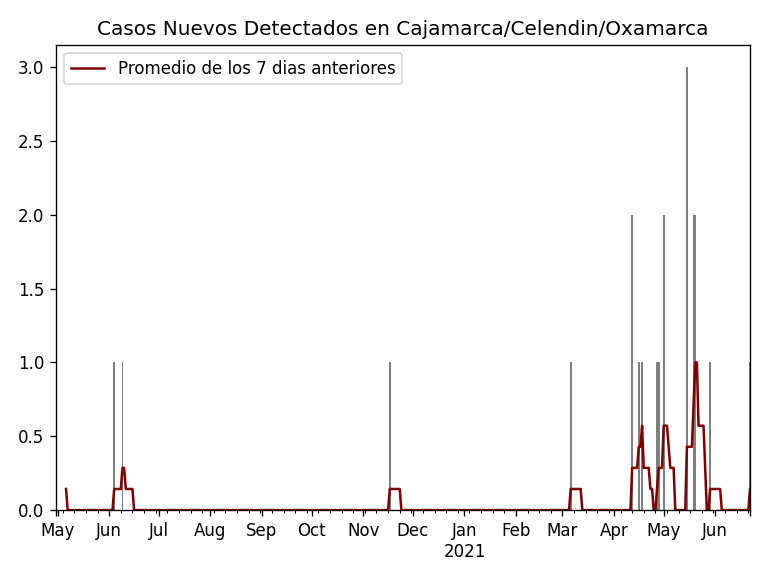 Casos Nuevos Detectados en Cajamarca/Celendin/Oxamarca
Promedio de los 7 dias anteriores
3.0
2.5
2.0
1.5
1.0
0.5
0.0
May Jun Jul Aug Sep Oct Nov Dec Jan Feb Mar Apr May Jun
2021